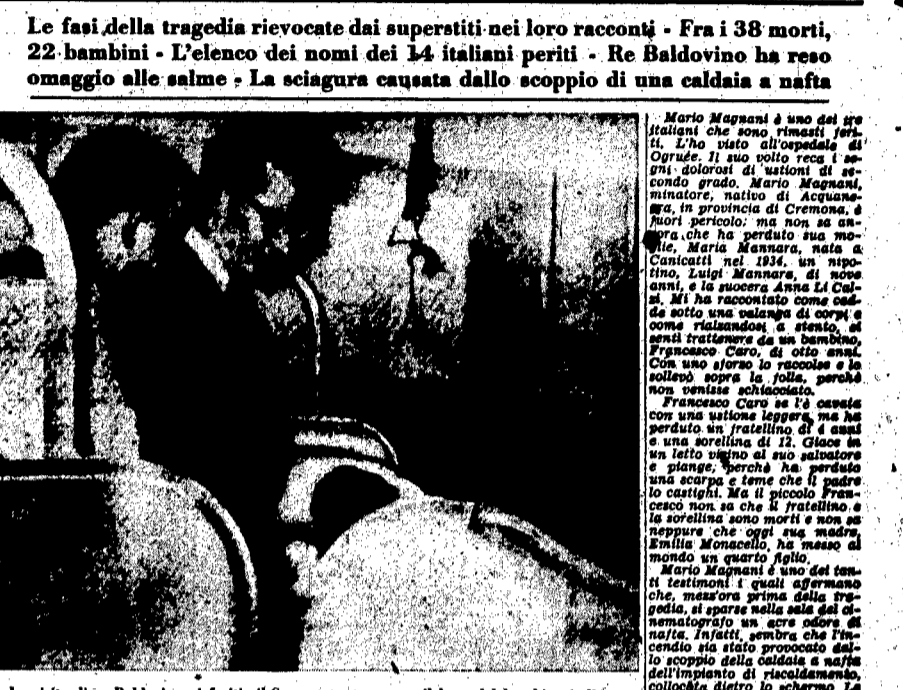 Le fasi della tragedia rievocate dai superstiti nei loro racconti - Fra i 38 morti,
22 bambini - L'elenco dei nomi dei 14 italiani periti - Re Baldovino ha reso
omaggio alle salme - La sciagura causata dallo scoppio di una caldaia a nafta
Mario Magnani è uno dei tre
italiani che sono rimasti feri-
ti. L'ho visto all'ospedale di
Ogruée. Il suo volto reca i se-
gni dolorosi di ustioni di se-
condo grado. Mario Magnani,
minatore, nativo di Acquane-
gra, in provincia di Cremona, è
fuori pericolo; ma non sa an-
cora che ha perduto sua mo-
glie, Maria Mannara, nata a
Canicatti nel 1934, un nipo-
tino, Luigi Mannara, di nove
anni, e la suocera Anna Li Cal-
si. Mi ha raccontato come cad-
de sotto una valanga di corpi e
come rialzandosi a stento, si
sentì trattenere da un bambino,
Francesco Caro, di otto anni.
Con uno sforzo lo raccolse e lo
sollevò sopra la folla, perchè
non venisse schiacciato.
Francesco Caro se l'è cavata
con una ustione leggera, ma ha
perduto un fratellino di 4 anni
e una sorellina di 12. Giace in
un letto vicino al suo salvatore
e piange, perchè ha perduto
una scarpa e teme che il padre
lo castighi. Ma il piccolo Fran-
cesco non sa che il fratellino e
la sorellina sono morti e non sa
neppure che oggi sua madre,
Emilia Monacello, ha messo al
mondo un quarto figlio.
Mario Magnani è uno dei tan-
ti testimoni i quali affermano
che, mezz'ora prima della tra-
gedia, si sparse nella sala del ci-
nematografo un acre odore di
nafta. Infatti, sembra che l'in-
cendio sia stato provocato dal-
lo scoppio della caldaia a nafta
dell'impianto di riscaldamento,
collocata dietro lo schermo. La